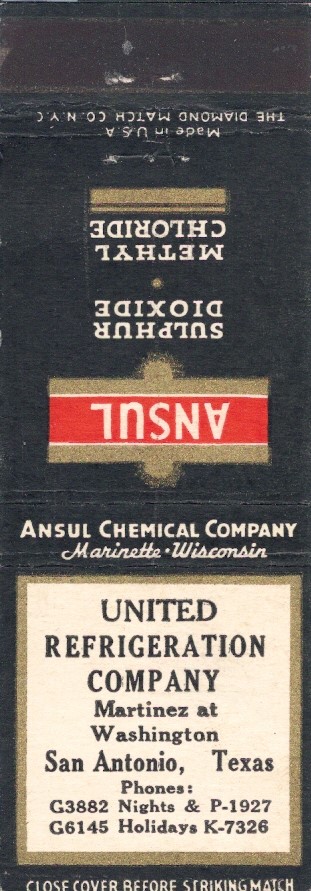 THE DIAMOND MATCH CO. N.Y.C
Made in U.S.A
ANSUL
SULPHUR
DIOXIDE
METHYL
CHLORIDE
ANSUL CHEMICAL COMPANY
Marinette • Wisconsin
UNITED
REFRIGERATION
COMPANY
Martinez at
Washington
San Antonio, Texas
Phones:
G3882 Nights & P-1927
G6145 Holidays K-7326
CLOSE COVER BEFORE STRIKING MATCH